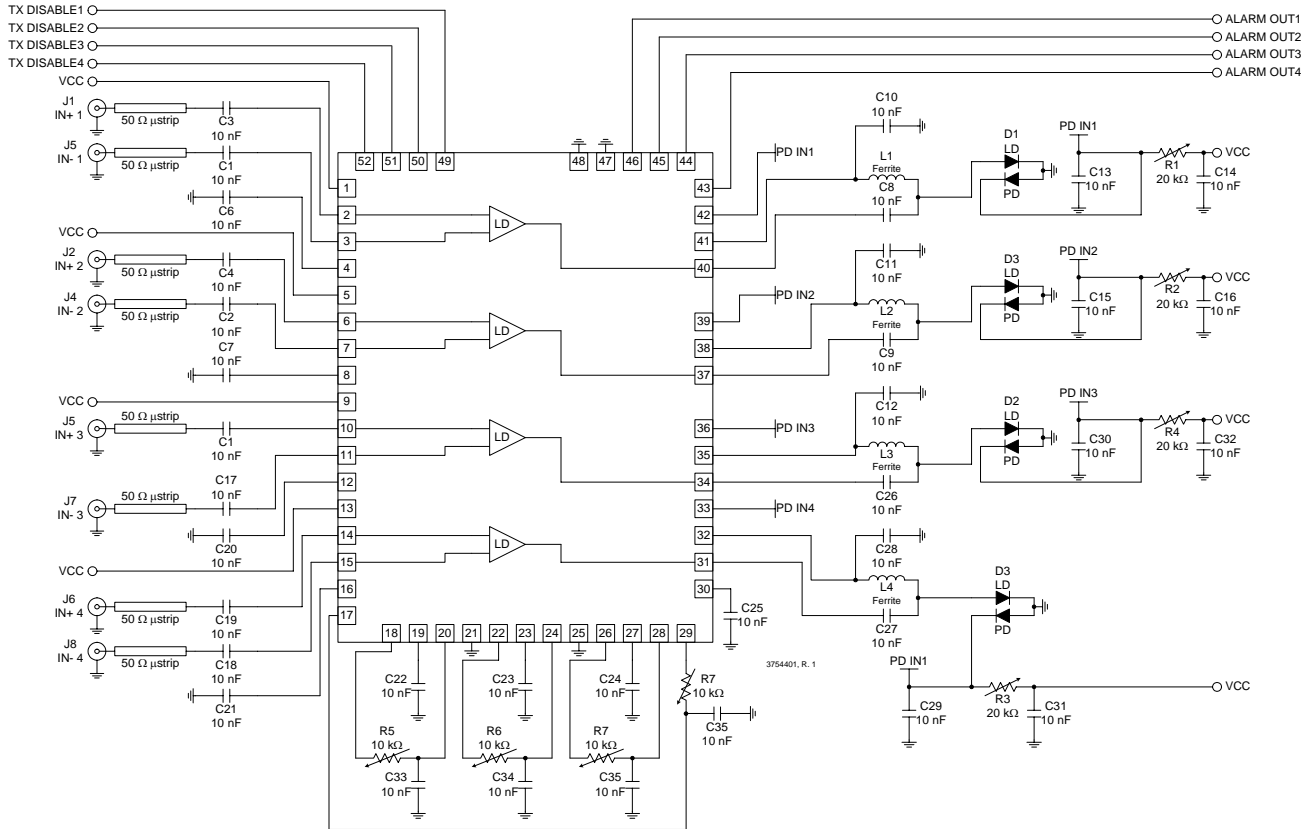 TX DISABLE1
TX DISABLE2
TX DISABLE3
TX DISABLE4
VCC
J1
IN+ 1
50 Ω µstrip
C3
10 nF
J5
IN- 1
50 Ω µstrip
C1
10 nF
C6
10 nF
VCC
J2
IN+ 2
50 Ω µstrip
C4
10 nF
J4
IN- 2
50 Ω µstrip
C2
10 nF
C7
10 nF
VCC
J5
IN+ 3
50 Ω µstrip
C1
10 nF
C17
10 nF
J7
IN- 3
50 Ω µstrip
C20
10 nF
VCC
J6
IN+ 4
50 Ω µstrip
C19
10 nF
J8
IN- 4
50 Ω µstrip
C18
10 nF
C21
10 nF
52
51
50
49
48
47
46
45
44
1
2
3
4
5
6
7
8
9
10
11
12
13
14
15
16
17
LD
LD
LD
LD
43
42
41
40
39
38
37
36
35
34
33
32
31
30
18
19
20
21
22
23
24
25
26
27
28
29
C22
10 nF
C23
10 nF
C24
10 nF
R5
10 kΩ
R6
10 kΩ
R7
10 kΩ
C33
10 nF
C34
10 nF
C35
10 nF
R7
10 kΩ
C35
10 nF
C25
10 nF
3754401, R. 1
ALARM OUT1
ALARM OUT2
ALARM OUT3
ALARM OUT4
PD IN1
C10
10 nF
L1
Ferrite
C8
10 nF
D1
LD
PD
PD IN1
C13
10 nF
R1
20 kΩ
VCC
C14
10 nF
PD IN2
C11
10 nF
L2
Ferrite
C9
10 nF
D3
LD
PD
PD IN2
C15
10 nF
R2
20 kΩ
VCC
C16
10 nF
PD IN3
C12
10 nF
L3
Ferrite
C26
10 nF
D2
LD
PD
PD IN3
C30
10 nF
R4
20 kΩ
VCC
C32
10 nF
PD IN4
C28
10 nF
L4
Ferrite
C27
10 nF
D3
LD
PD
PD IN1
C29
10 nF
R3
20 kΩ
C31
10 nF
VCC